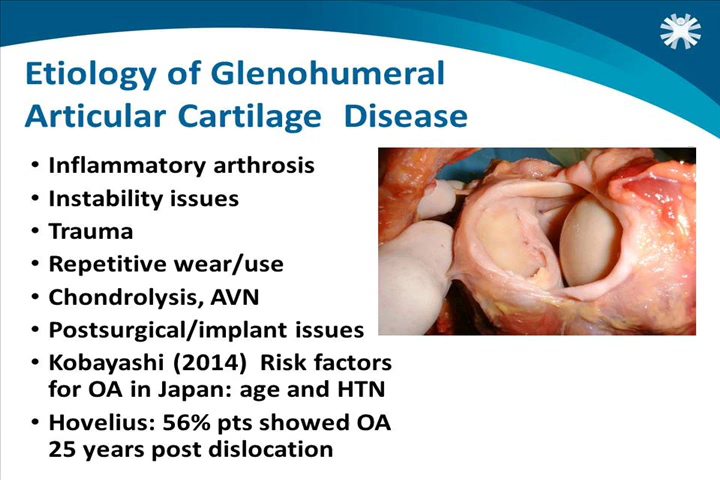 Etiology of Glenohumeral
Articular Cartilage Disease
• Inflammatory arthrosis
• Instability issues
• Trauma
• Repetitive wear/use
• Chondrolysis, AVN
• Postsurgical/implant issues
• Kobayashi (2014) Risk factors
for OA in Japan: age and HTN
• Hovelius: 56% pts showed OA
25 years post dislocation